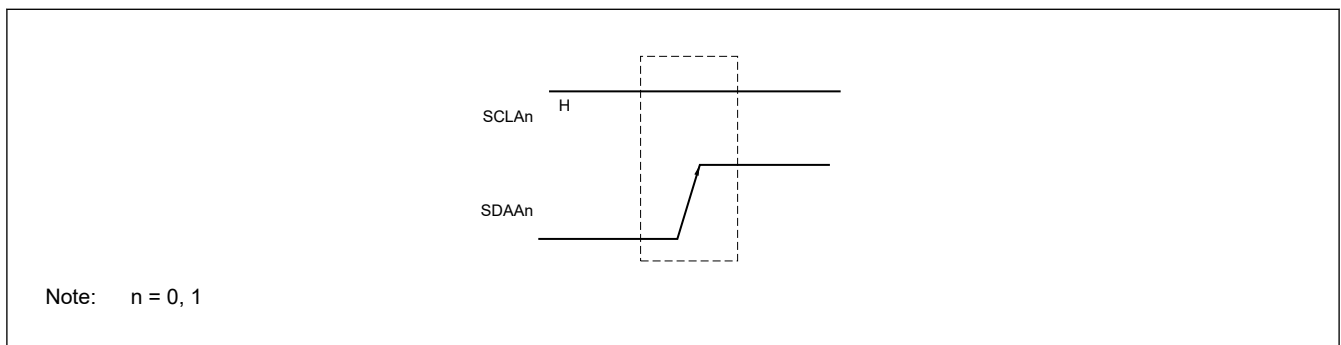 H
SCLAn
SDAAn
Note: n = 0, 1